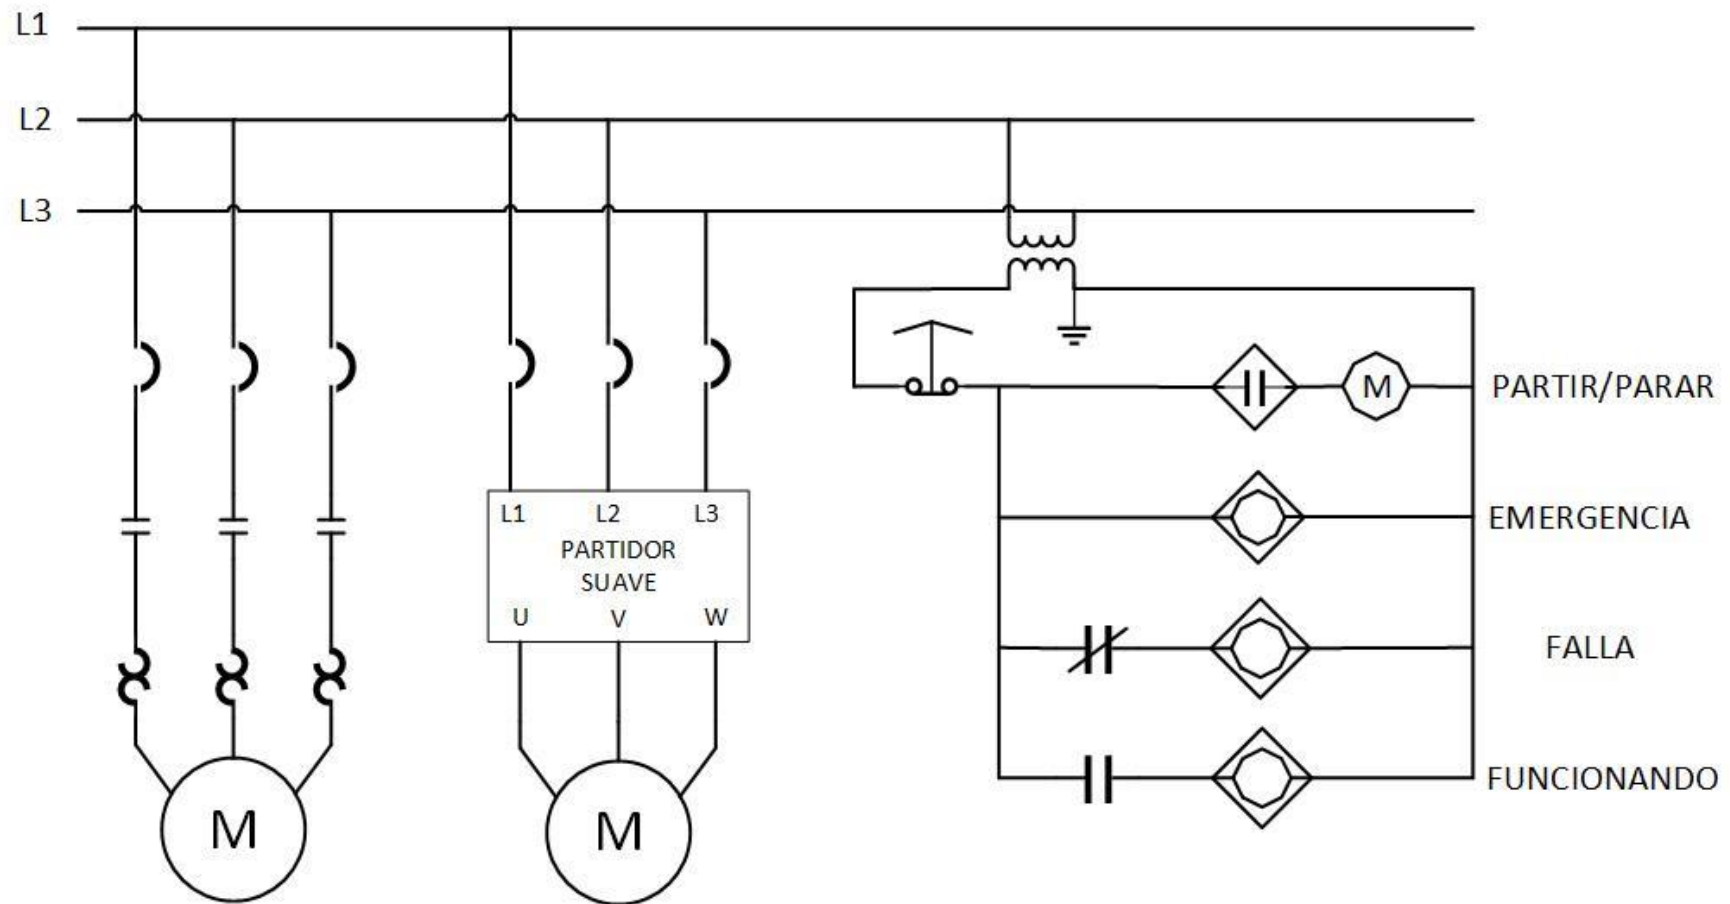 L1
L2
L3
M
PARTIR/PARAR
L1 L2 L3
PARTIDOR
SUAVE
U V W
EMERGENCIA
FALLA
FUNCIONANDO
M
M